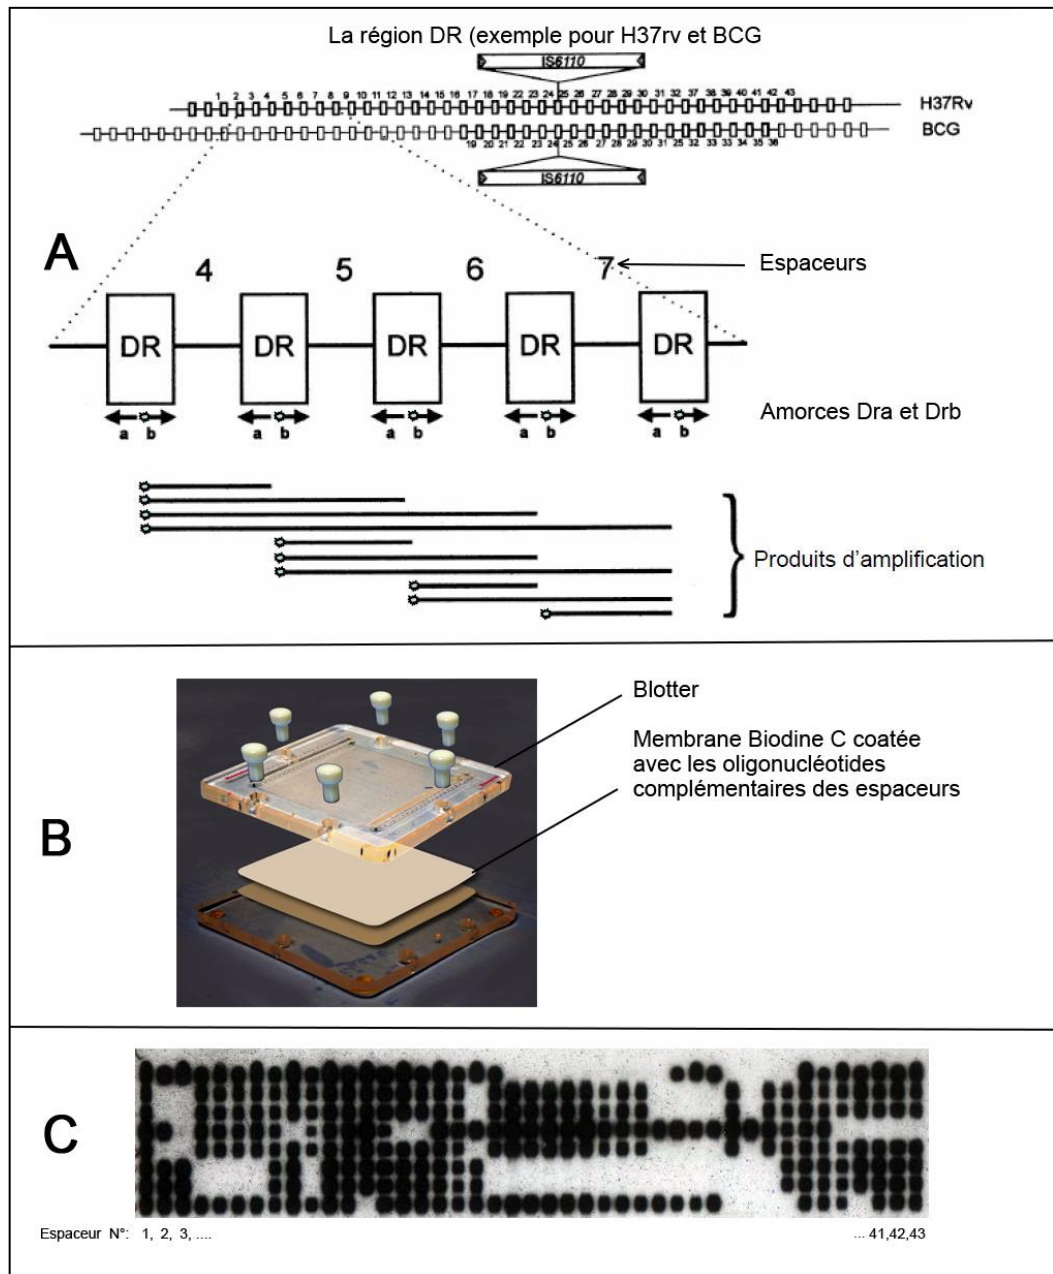 La région DR (exemple pour H37rv et BCG
IS6110
1 2 3 4 5 6 7 8 9 10 11 12 13 14 15 16 17 18 19 20 21 22 23 24 25 26 27 28 29 30 31 32 37 38 39 40 41 42 43
H37Rv
BCG
19 20 21 22 23 24 25 26 27 28 29 30 31 25 32 33 33 34 35 36
IS6110
A
4 5 6 7 Espaceurs
DR DR DR DR DR
a b a b a b a b a b
Amorces Dra et Drb
Produits d'amplification
B
Blotter
Membrane Biodine C coatée
avec les oligonucléotides
complémentaires des espaceurs
C
Espaceur N°: 1, 2, 3, .... ... 41,42,43